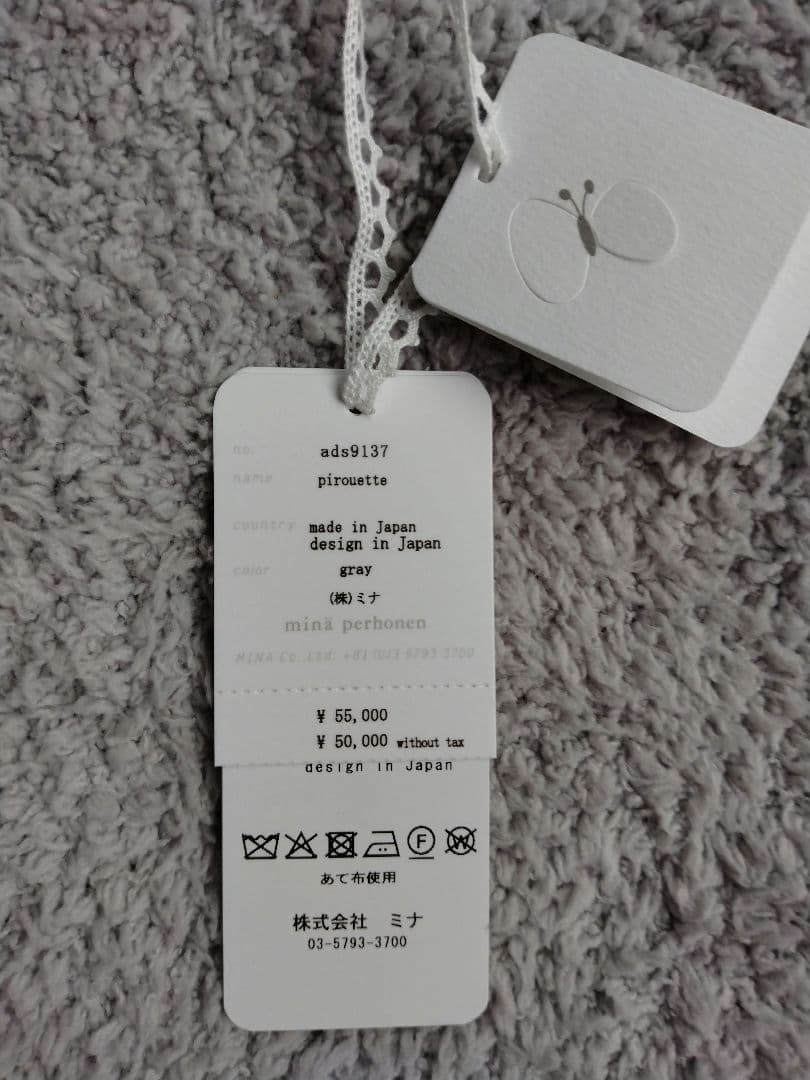 no. ads9137
name pirouette
country made in Japan
design in Japan
color gray
(株)ミナ
minä perhonen
MINA Co.,Ltd. +81 (0)3 5793 3700
¥ 55,000
¥ 50,000 without tax
design in Japan
F W
あて布使用
株式会社 ミナ
03-5793-3700